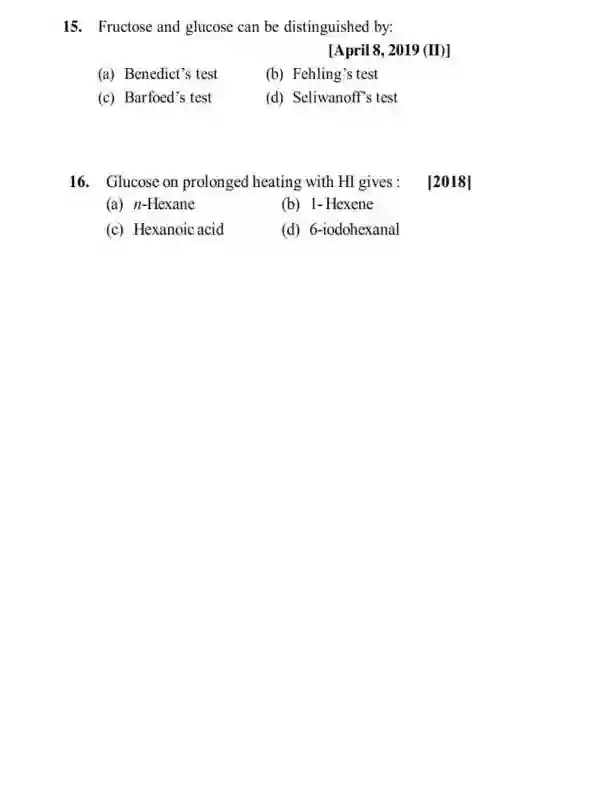 15. Fructose and glucose can be distinguished by:
[April 8, 2019 (II)]
(a) Benedict's test (b) Fehling's test
(c) Barfoed's test (d) Seliwanoff's test
16. Glucose on prolonged heating with HI gives : [2018]
(a) n-Hexane (b) 1- Hexene
(c) Hexanoic acid (d) 6-iodohexanal